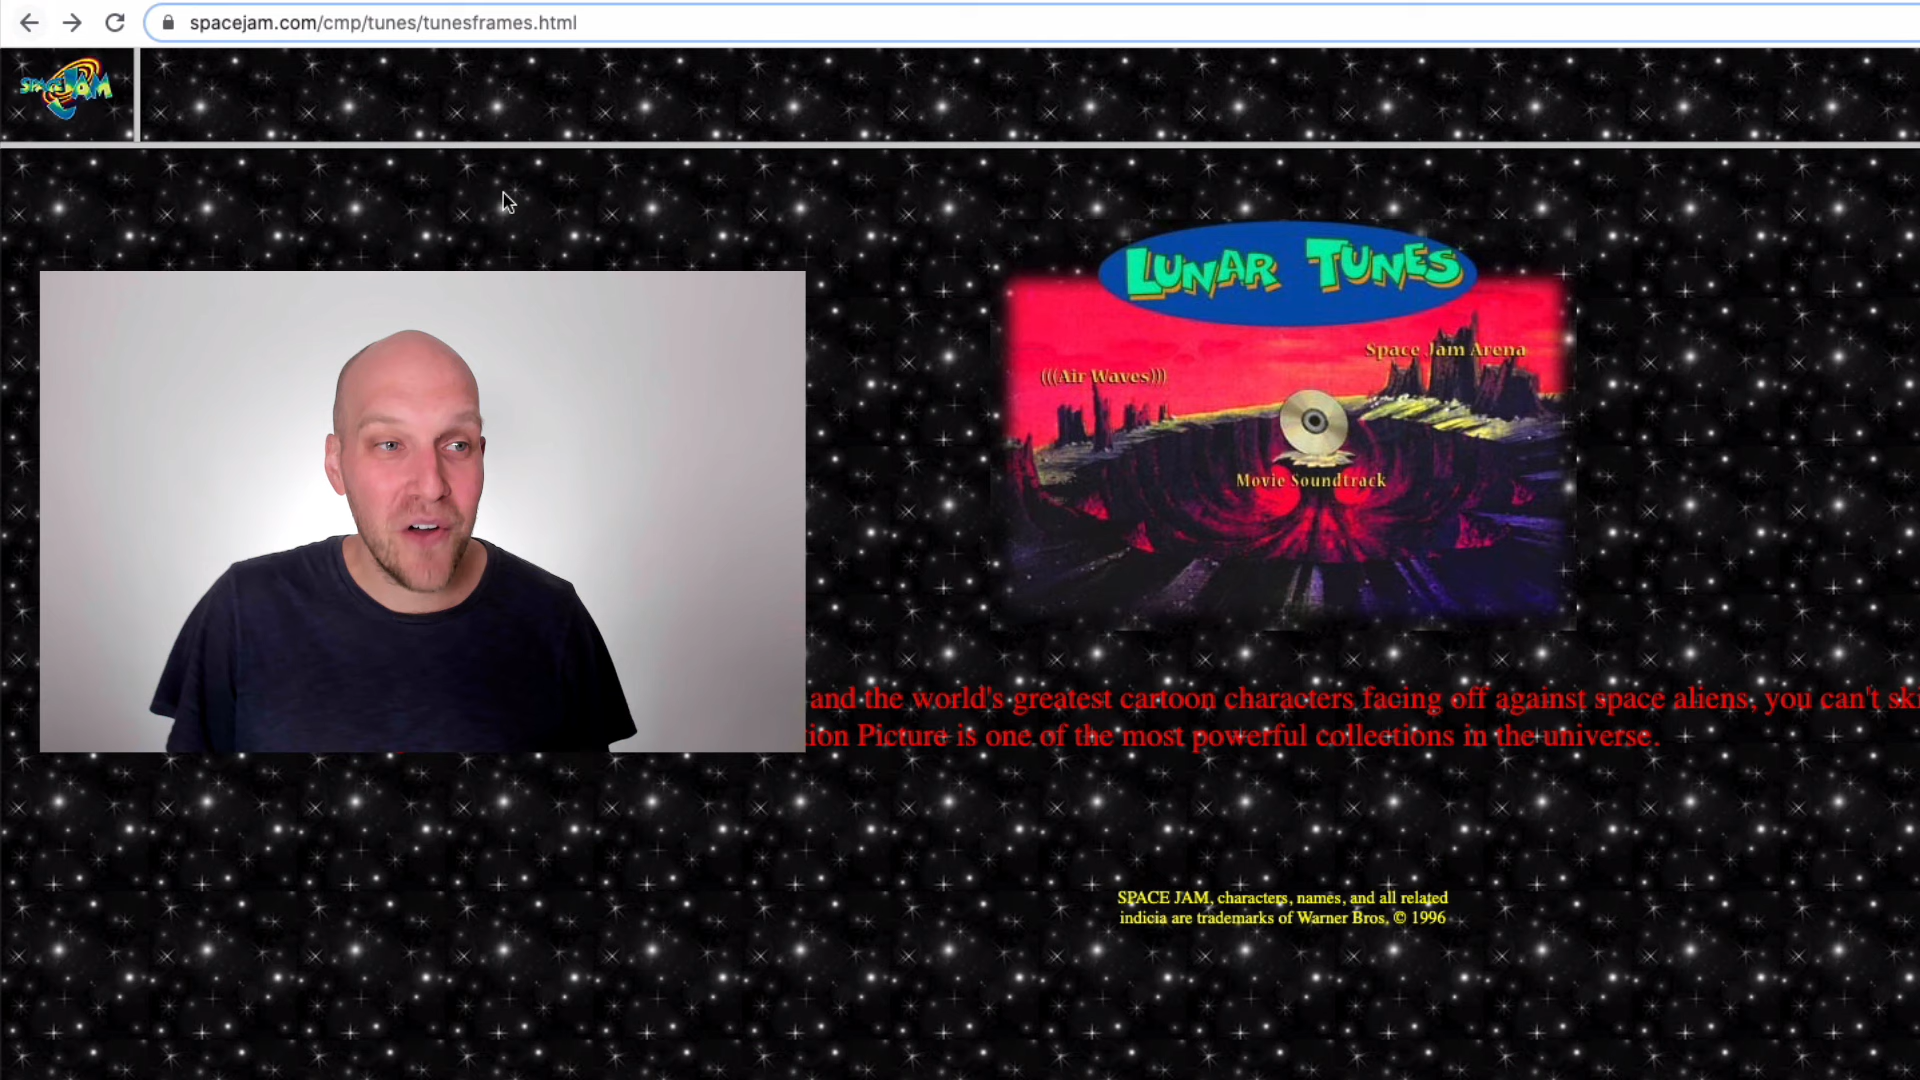 spacejam.com/cmp/tunes/tunesframes.html
SPACE JAM
LUNAR TUNES
Space Jam Arena
(((Air Waves)))
Movie Soundtrack
and the world's greatest cartoon characters facing off against space aliens, you can't
ion Picture is one of the most powerful collections in the universe.
SPACE JAM, characters, names, and all related
indicia are trademarks of Warner Bros. © 1996